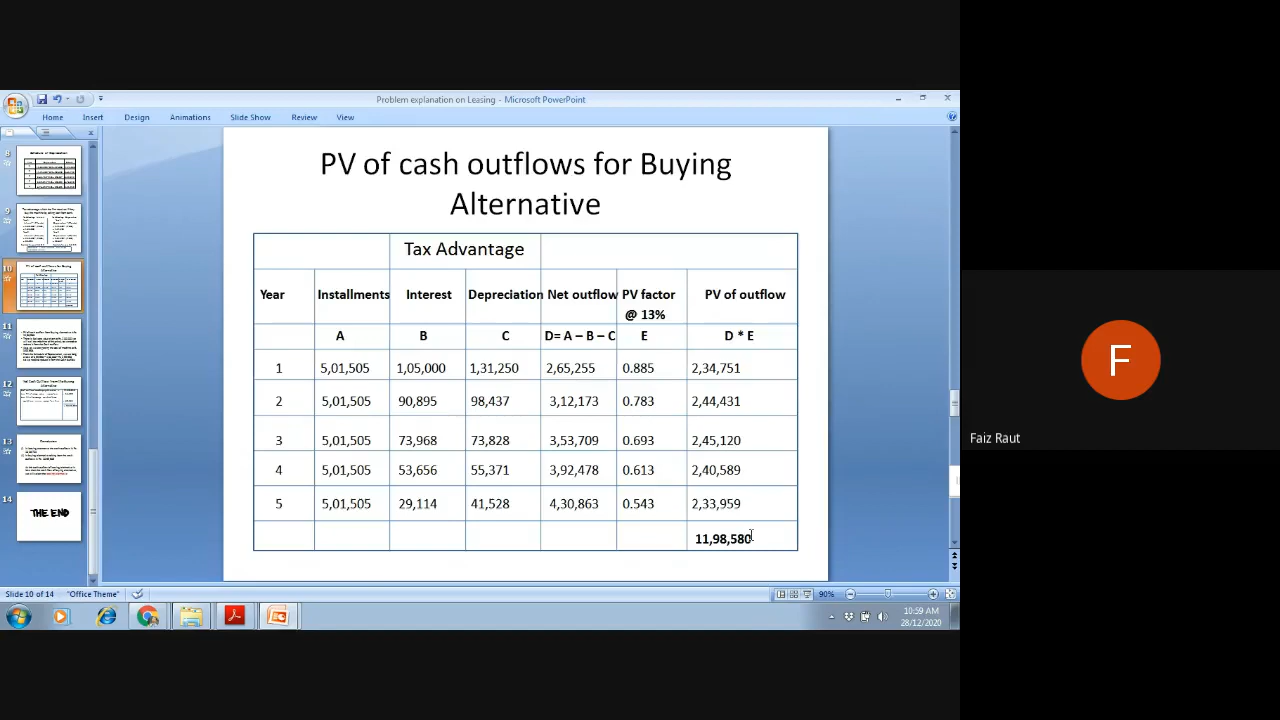 Problem explanation on Leasing - Microsoft PowerPoint
Home Insert Design Animations Slide Show Review View
8
9
10
11
12
13
14
THE END
PV of cash outflows for Buying
Alternative
Tax Advantage
Year Installments Interest Depreciation Net outflow PV factor @ 13% PV of outflow
A B C D= A – B – C E D * E
1 5,01,505 1,05,000 1,31,250 2,65,255 0.885 2,34,751
2 5,01,505 90,895 98,437 3,12,173 0.783 2,44,431
3 5,01,505 73,968 73,828 3,53,709 0.693 2,45,120
4 5,01,505 53,656 55,371 3,92,478 0.613 2,40,589
5 5,01,505 29,114 41,528 4,30,863 0.543 2,33,959
11,98,580
Faiz Raut
F
Slide 10 of 14 "Office Theme" 90%
10:59 AM
28/12/2020